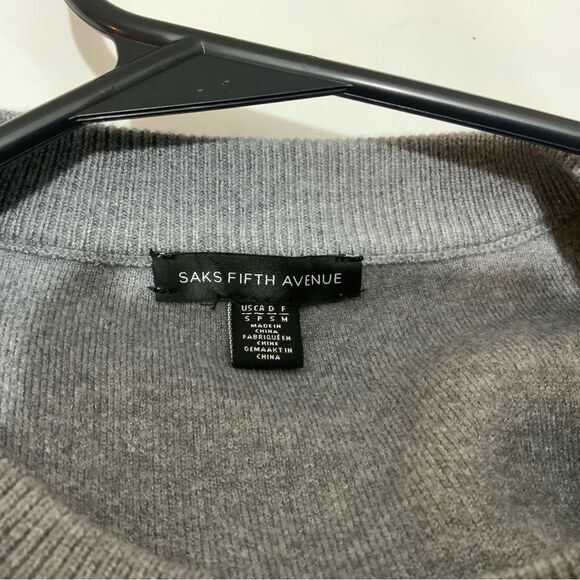 SAKS FIFTH AVENUE
US CA D F
S P S M
MADE IN
CHINA
FABRIQUÉ EN
CHINE
GEMAAKT IN
CHINA